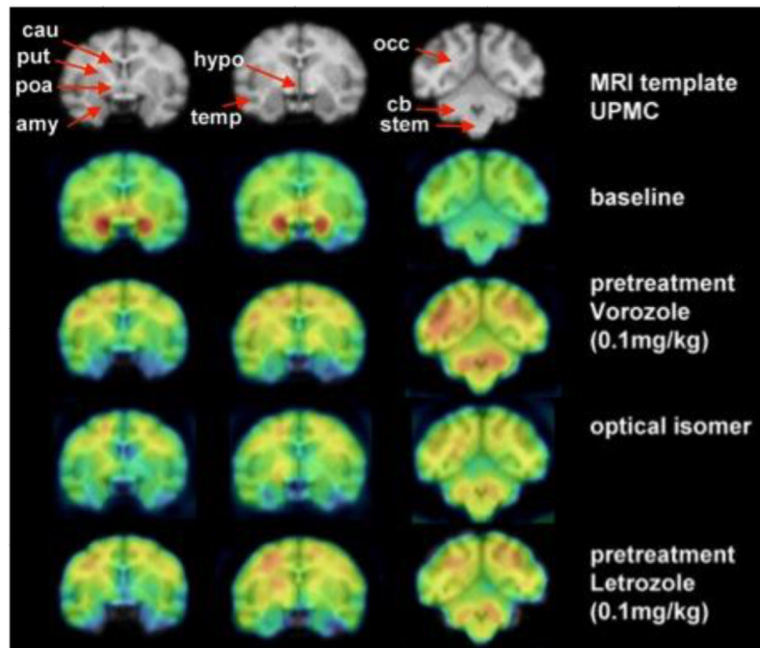 cau
put
poa
amy
hypo
temp
occ
cb
stem
MRI template
UPMC
baseline
pretreatment
Vorozole
(0.1mg/kg)
optical isomer
pretreatment
Letrozole
(0.1mg/kg)